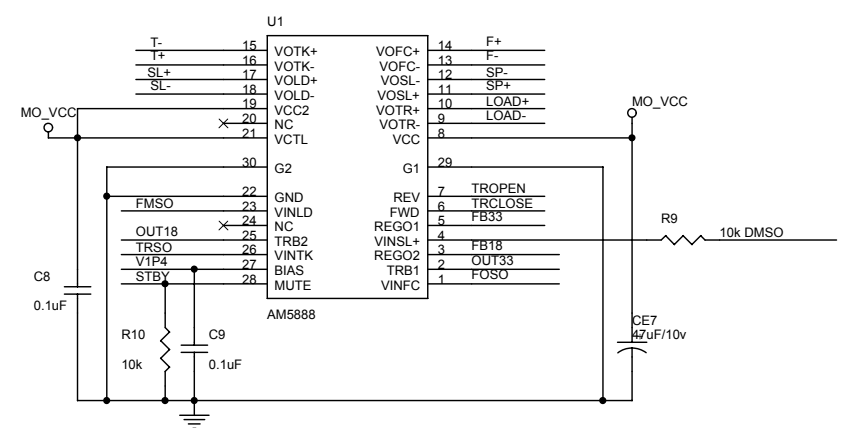 U1
T- 15 VOTK+ VOFC+ 14 F+
T+ 16 VOTK- VOFC- 13 F-
SL+ 17 VOLD+ VOSL- 12 SP-
SL- 18 VOLD- VOSL+ 11 SP+
19 VCC2 VOTR+ 10 LOAD+
MO_VCC 20 NC VOTR- 9 LOAD- MO_VCC
21 VCTL VCC 8
30 G2 G1 29
22 GND REV 7 TROPEN
FMSO 23 VINLD FWD 6 TRCLOSE
24 NC REGO1 5 FB33 R9
OUT18 25 TRB2 VINSL+ 4 10k DMSO
TRSO 26 VINTK REGO2 3 FB18
V1P4 27 BIAS TRB1 2 OUT33
STBY 28 MUTE VINFC 1 FOSO
C8
0.1uF
AM5888
R10 C9 CE7
10k 0.1uF 47uF/10v